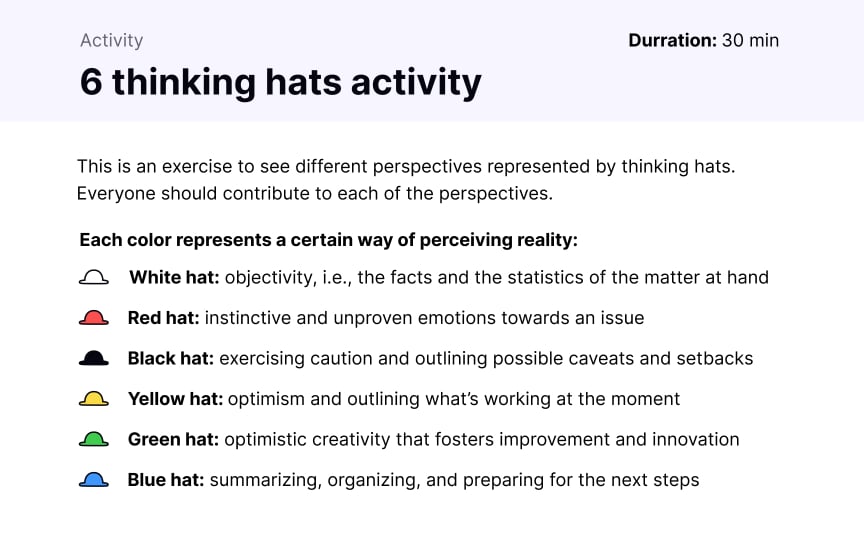 Activity
Durration: 30 min
6 thinking hats activity
This is an exercise to see different perspectives represented by thinking hats.
Everyone should contribute to each of the perspectives.
Each color represents a certain way of perceiving reality:
White hat: objectivity, i.e., the facts and the statistics of the matter at hand
Red hat: instinctive and unproven emotions towards an issue
Black hat: exercising caution and outlining possible caveats and setbacks
Yellow hat: optimism and outlining what’s working at the moment
Green hat: optimistic creativity that fosters improvement and innovation
Blue hat: summarizing, organizing, and preparing for the next steps